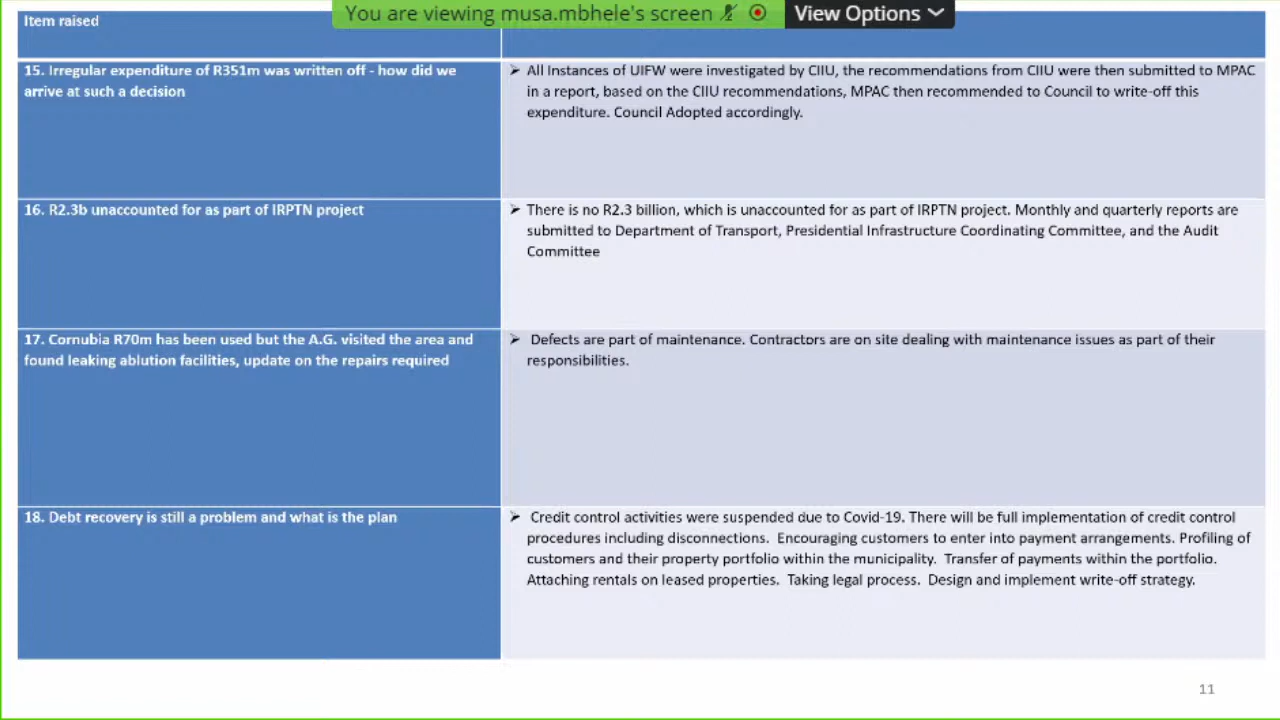 You are viewing musa.mbhele's screen
View Options
Item raised
15. Irregular expenditure of R351m was written off - how did we
arrive at such a decision
All Instances of UIFW were investigated by CIIU, the recommendations from CIIU were then submitted to MPAC
in a report, based on the CIIU recommendations, MPAC then recommended to Council to write-off this
expenditure. Council Adopted accordingly.
16. R2.3b unaccounted for as part of IRPTN project
There is no R2.3 billion, which is unaccounted for as part of IRPTN project. Monthly and quarterly reports are
submitted to Department of Transport, Presidential Infrastructure Coordinating Committee, and the Audit
Committee
17. Cornubia R70m has been used but the A.G. visited the area and
found leaking ablution facilities, update on the repairs required
Defects are part of maintenance. Contractors are on site dealing with maintenance issues as part of their
responsibilities.
18. Debt recovery is still a problem and what is the plan
Credit control activities were suspended due to Covid-19. There will be full implementation of credit control
procedures including disconnections. Encouraging customers to enter into payment arrangements. Profiling of
customers and their property portfolio within the municipality. Transfer of payments within the portfolio.
Attaching rentals on leased properties. Taking legal process. Design and implement write-off strategy.
11